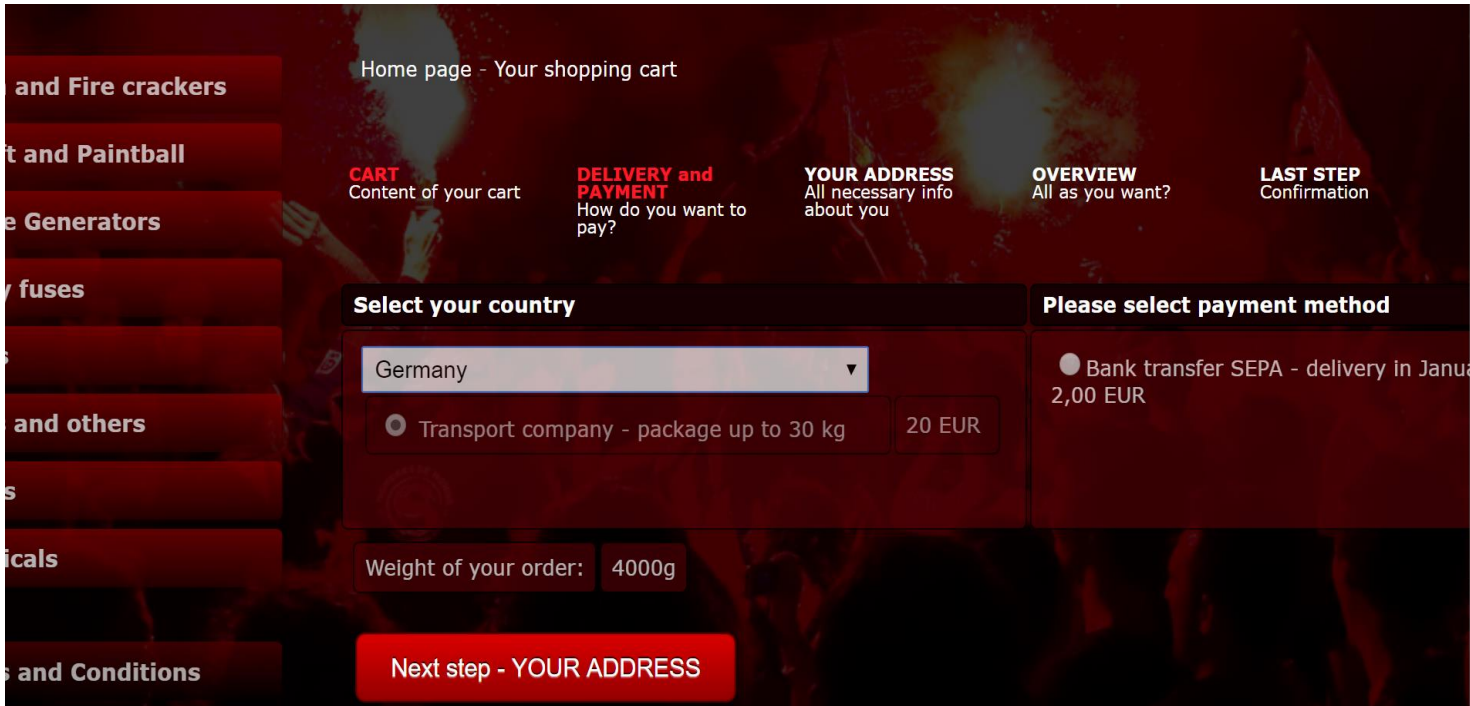 and Fire crackers
and Paintball
Generators
fuses
and others
and Conditions
Home page - Your shopping cart
CART
Content of your cart
DELIVERY and
PAYMENT
How do you want to
pay?
YOUR ADDRESS
All necessary info
about you
OVERVIEW
All as you want?
LAST STEP
Confirmation
Select your country
Germany
Transport company - package up to 30 kg
20 EUR
Please select payment method
Bank transfer SEPA - delivery in
2,00 EUR
Weight of your order:
4000g
Next step - YOUR ADDRESS